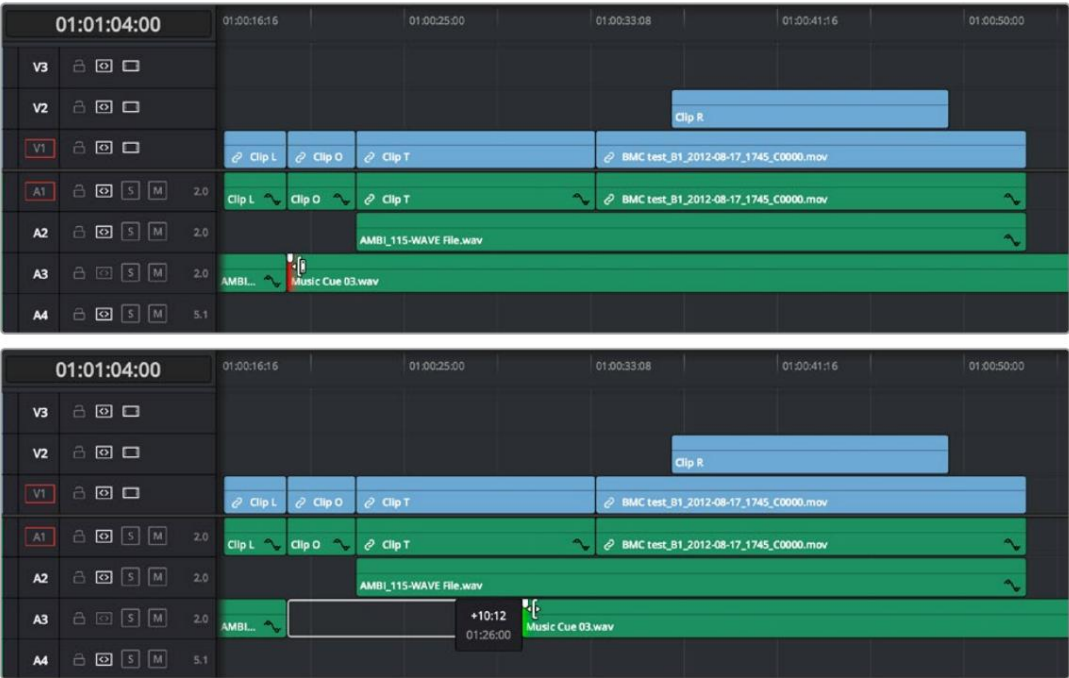 01:01:04:00 01:00:16:16 01:00:25:00 01:00:33:08 01:00:41:16 01:00:50:00
V3
V2 Clip R
V1 Clip L Clip O Clip T BMC test_B1_2012-08-17_1745_C0000.mov
A1 S M 2.0 Clip L Clip O Clip T BMC test_B1_2012-08-17_1745_C0000.mov
A2 S M 2.0 AMBI_115-WAVE File.wav
A3 S M 2.0 AMBI... Music Cue 03.wav
A4 S M 5.1
01:01:04:00 01:00:16:16 01:00:25:00 01:00:33:08 01:00:41:16 01:00:50:00
V3
V2 Clip R
V1 Clip L Clip O Clip T BMC test_B1_2012-08-17_1745_C0000.mov
A1 S M 2.0 Clip L Clip O Clip T BMC test_B1_2012-08-17_1745_C0000.mov
A2 S M 2.0 AMBI_115-WAVE File.wav
A3 S M 2.0 AMBI... +10:12 Music Cue 03.wav
01:26:00
A4 S M 5.1